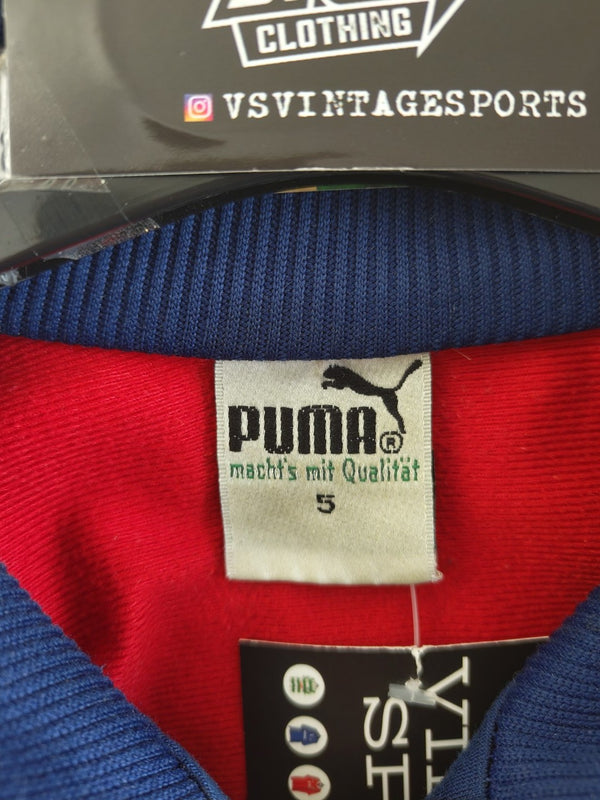 CLOTHING
VSVINTAGESPORTS
PUMA®
macht's mit Qualität
5